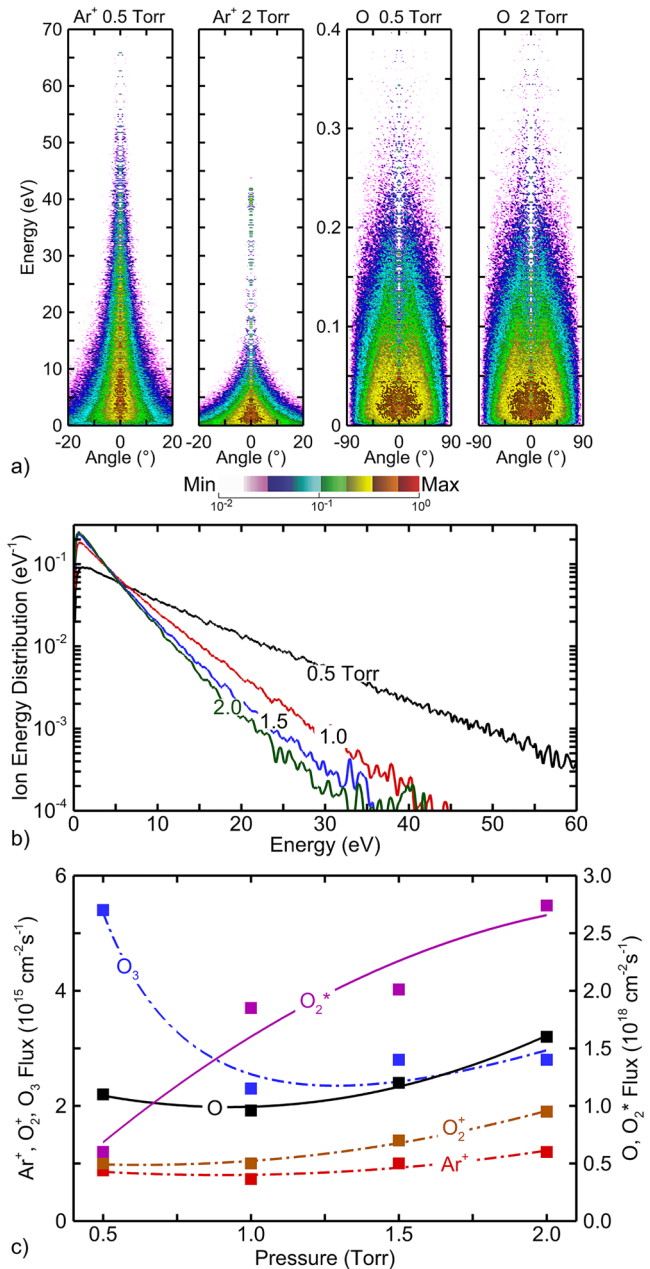 Ar⁺ 0.5 Torr Ar⁺ 2 Torr O 0.5 Torr O 2 Torr
70
60
50
40
30
20
10
0
Energy (eV)
0.4
0.3
0.2
0.1
0
-20 0 20 -20 0 20 -90 0 90 -90 0 90
Angle (°) Angle (°) Angle (°) Angle (°)
a)
Min Max
10⁻² 10⁻¹ 10⁰
Ion Energy Distribution (eV⁻¹)
10⁻¹
10⁻²
10⁻³
10⁻⁴
0.5 Torr
2.0 1.5 1.0
0 10 20 30 40 50 60
b) Energy (eV)
Ar⁺, O₂⁺, O₃ Flux (10¹⁵ cm⁻²s⁻¹)
6
4
2
0
O₃
O₂*
O
O₂⁺
Ar⁺
3.0
2.5
2.0
1.5
1.0
0.5
0.0
O, O₂* Flux (10¹⁸ cm⁻²s⁻¹)
0.5 1.0 1.5 2.0
c) Pressure (Torr)